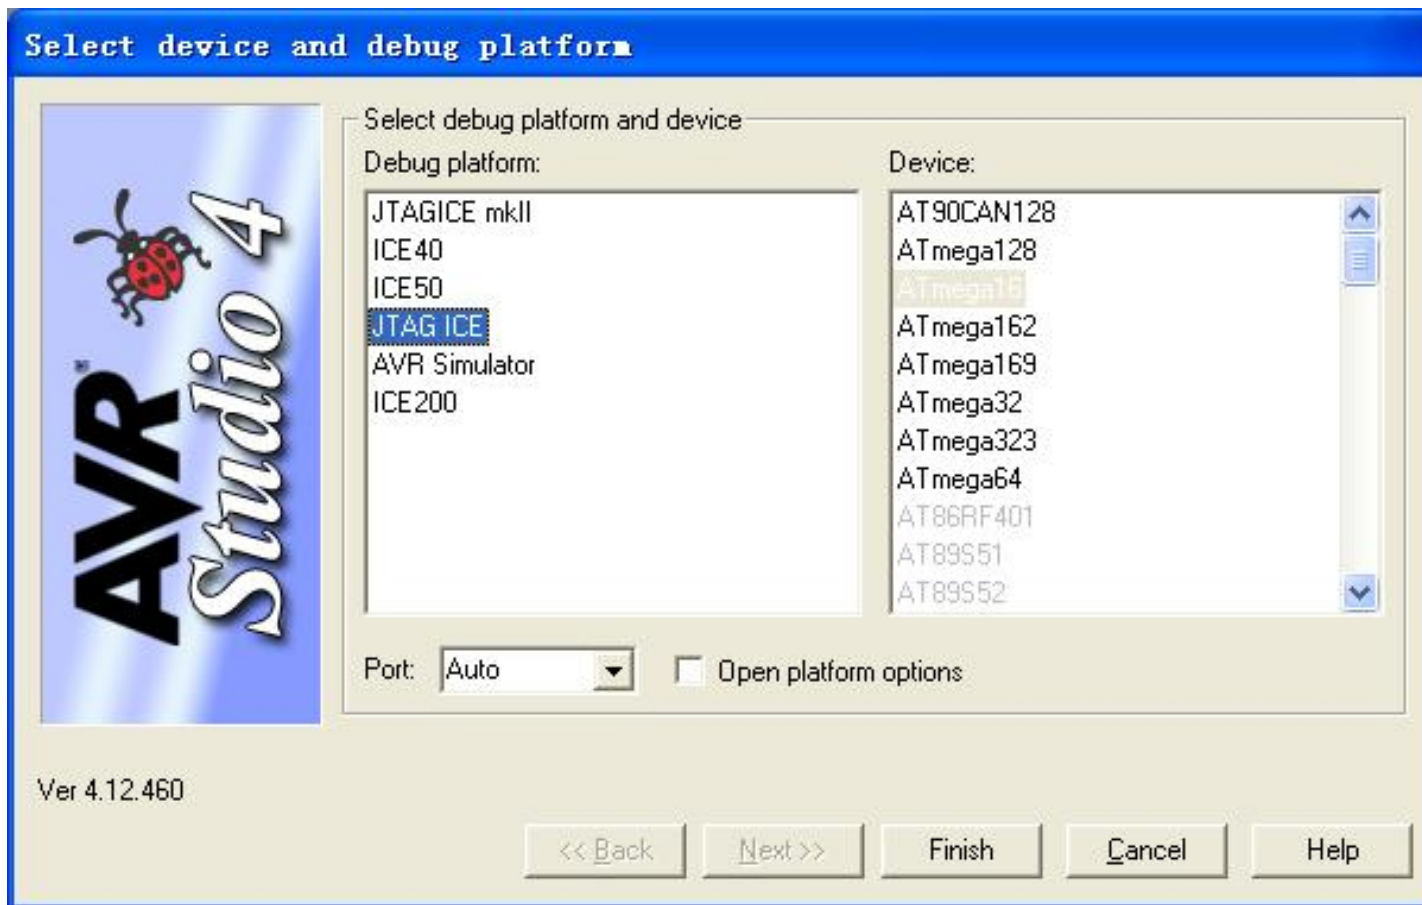 Select device and debug platform
Select debug platform and device
Debug platform:
JTAGICE mkII
ICE40
ICE50
JTAG ICE
AVR Simulator
ICE200
Device:
AT90CAN128
ATmega128
ATmega16
ATmega162
ATmega169
ATmega32
ATmega323
ATmega64
AT86RF401
AT89S51
AT89S52
AVR®
Studio 4
Port: Auto Open platform options
Ver 4.12.460
<< Back Next >> Finish Cancel Help